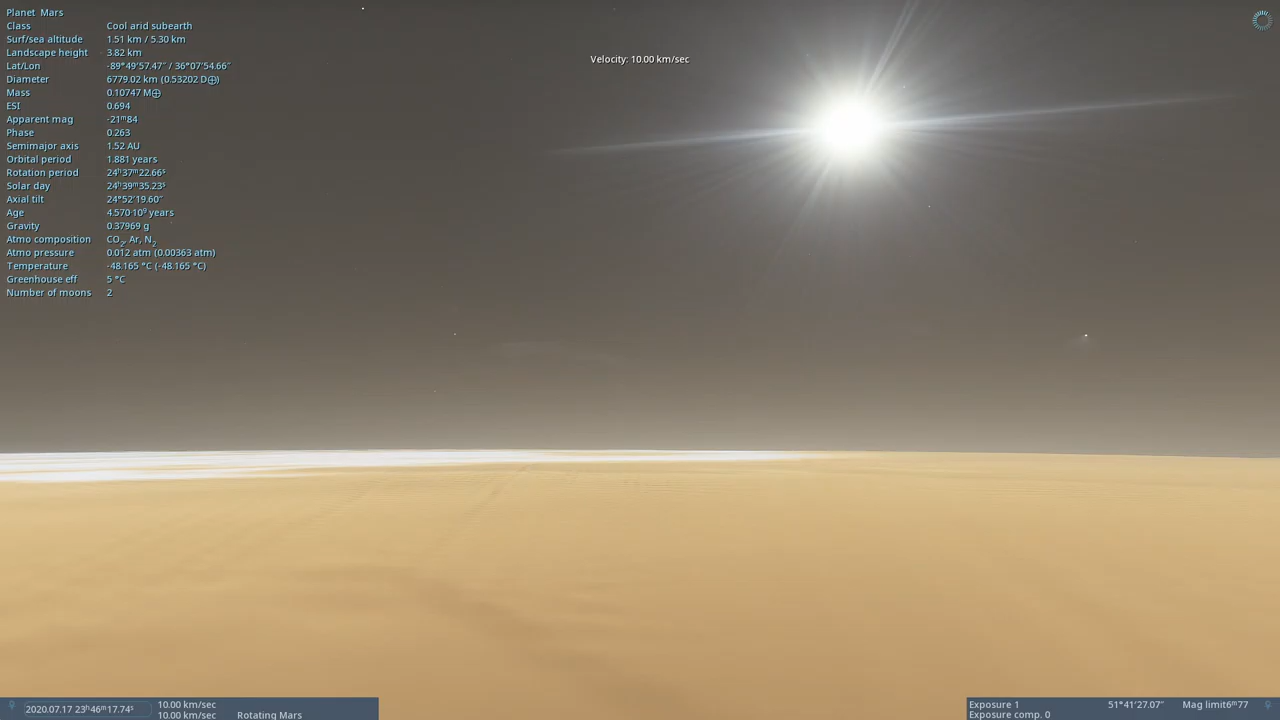 Planet Mars
Class Cool arid subearth
Surf/sea altitude 1.51 km / 5.30 km
Landscape height 3.82 km
Lat/Lon -89°49′57.47″ / 36°07′54.66″
Diameter 6779.02 km (0.53202 D⊕)
Mass 0.10747 M⊕
ESI 0.694
Apparent mag -21ᵐ84
Phase 0.263
Semimajor axis 1.52 AU
Orbital period 1.881 years
Rotation period 24ʰ37ᵐ22.66ˢ
Solar day 24ʰ39ᵐ35.23ˢ
Axial tilt 24°52′19.60″
Age 4.570·10⁹ years
Gravity 0.37969 g
Atmo composition CO₂, Ar, N₂
Atmo pressure 0.012 atm (0.00363 atm)
Temperature -48.165 °C (-48.165 °C)
Greenhouse eff 5 °C
Number of moons 2
Velocity: 10.00 km/sec
2020.07.17 23ʰ46ᵐ17.74ˢ
10.00 km/sec
10.00 km/sec Rotating Mars
Exposure 1 51°41′27.07″ Mag limit6ᵐ77
Exposure comp. 0